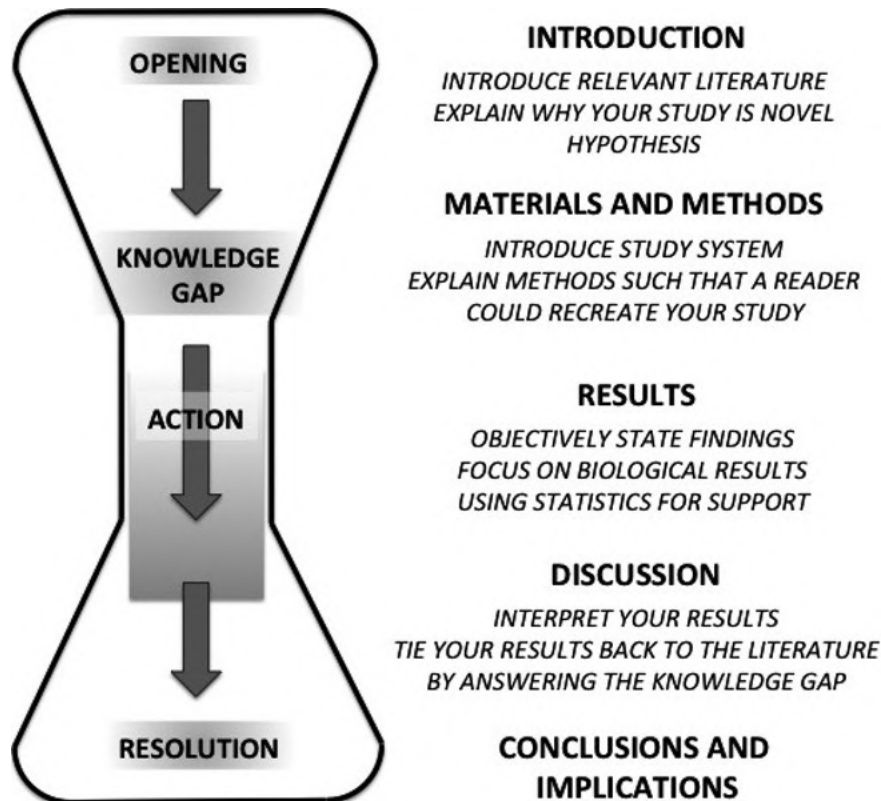 OPENING
KNOWLEDGE
GAP
ACTION
RESOLUTION
INTRODUCTION
INTRODUCE RELEVANT LITERATURE
EXPLAIN WHY YOUR STUDY IS NOVEL
HYPOTHESIS
MATERIALS AND METHODS
INTRODUCE STUDY SYSTEM
EXPLAIN METHODS SUCH THAT A READER
COULD RECREATE YOUR STUDY
RESULTS
OBJECTIVELY STATE FINDINGS
FOCUS ON BIOLOGICAL RESULTS
USING STATISTICS FOR SUPPORT
DISCUSSION
INTERPRET YOUR RESULTS
TIE YOUR RESULTS BACK TO THE LITERATURE
BY ANSWERING THE KNOWLEDGE GAP
CONCLUSIONS AND
IMPLICATIONS